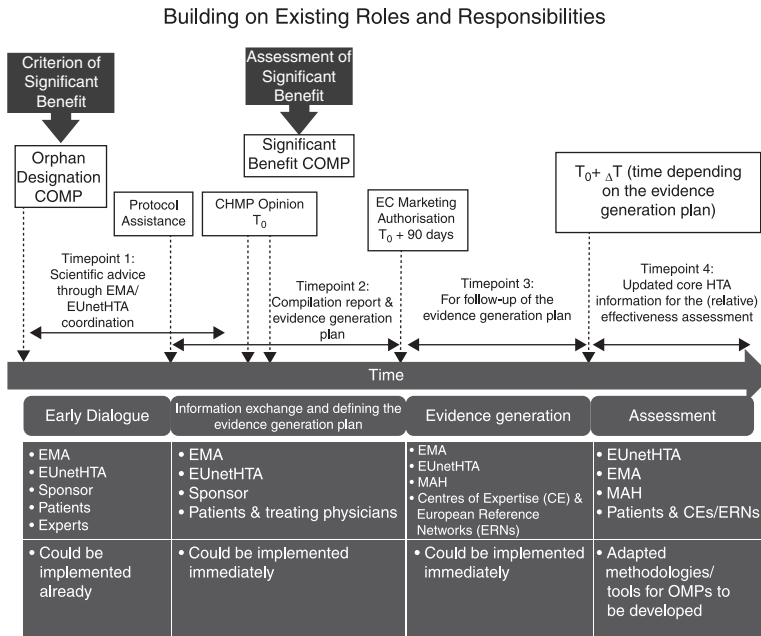 Building on Existing Roles and Responsibilities
Criterion of
Significant
Benefit
Assessment of
Significant
Benefit
Orphan
Designation
COMP
Significant
Benefit COMP
Protocol
Assistance
CHMP Opinion
T0
EC Marketing
Authorisation
T0 + 90 days
T0+ ΔT (time depending
on the evidence
generation plan)
Timepoint 1:
Scientific advice
through EMA/
EUnetHTA
coordination
Timepoint 2:
Compilation report &
evidence generation
plan
Timepoint 3:
For follow-up of the
evidence generation plan
Timepoint 4:
Updated core HTA
information for the (relative)
effectiveness assessment
Time
Early Dialogue
Information exchange and defining the
evidence generation plan
Evidence generation
Assessment
• EMA
• EUnetHTA
• Sponsor
• Patients
• Experts
• EMA
• EUnetHTA
• Sponsor
• Patients & treating physicians
• EMA
• EUnetHTA
• MAH
• Centres of Expertise (CE) &
European Reference
Networks (ERNs)
• EUnetHTA
• EMA
• MAH
• Patients & CEs/ERNs
• Could be
implemented
already
• Could be implemented
immediately
• Could be implemented
immediately
• Adapted
methodologies/
tools for OMPs to
be developed